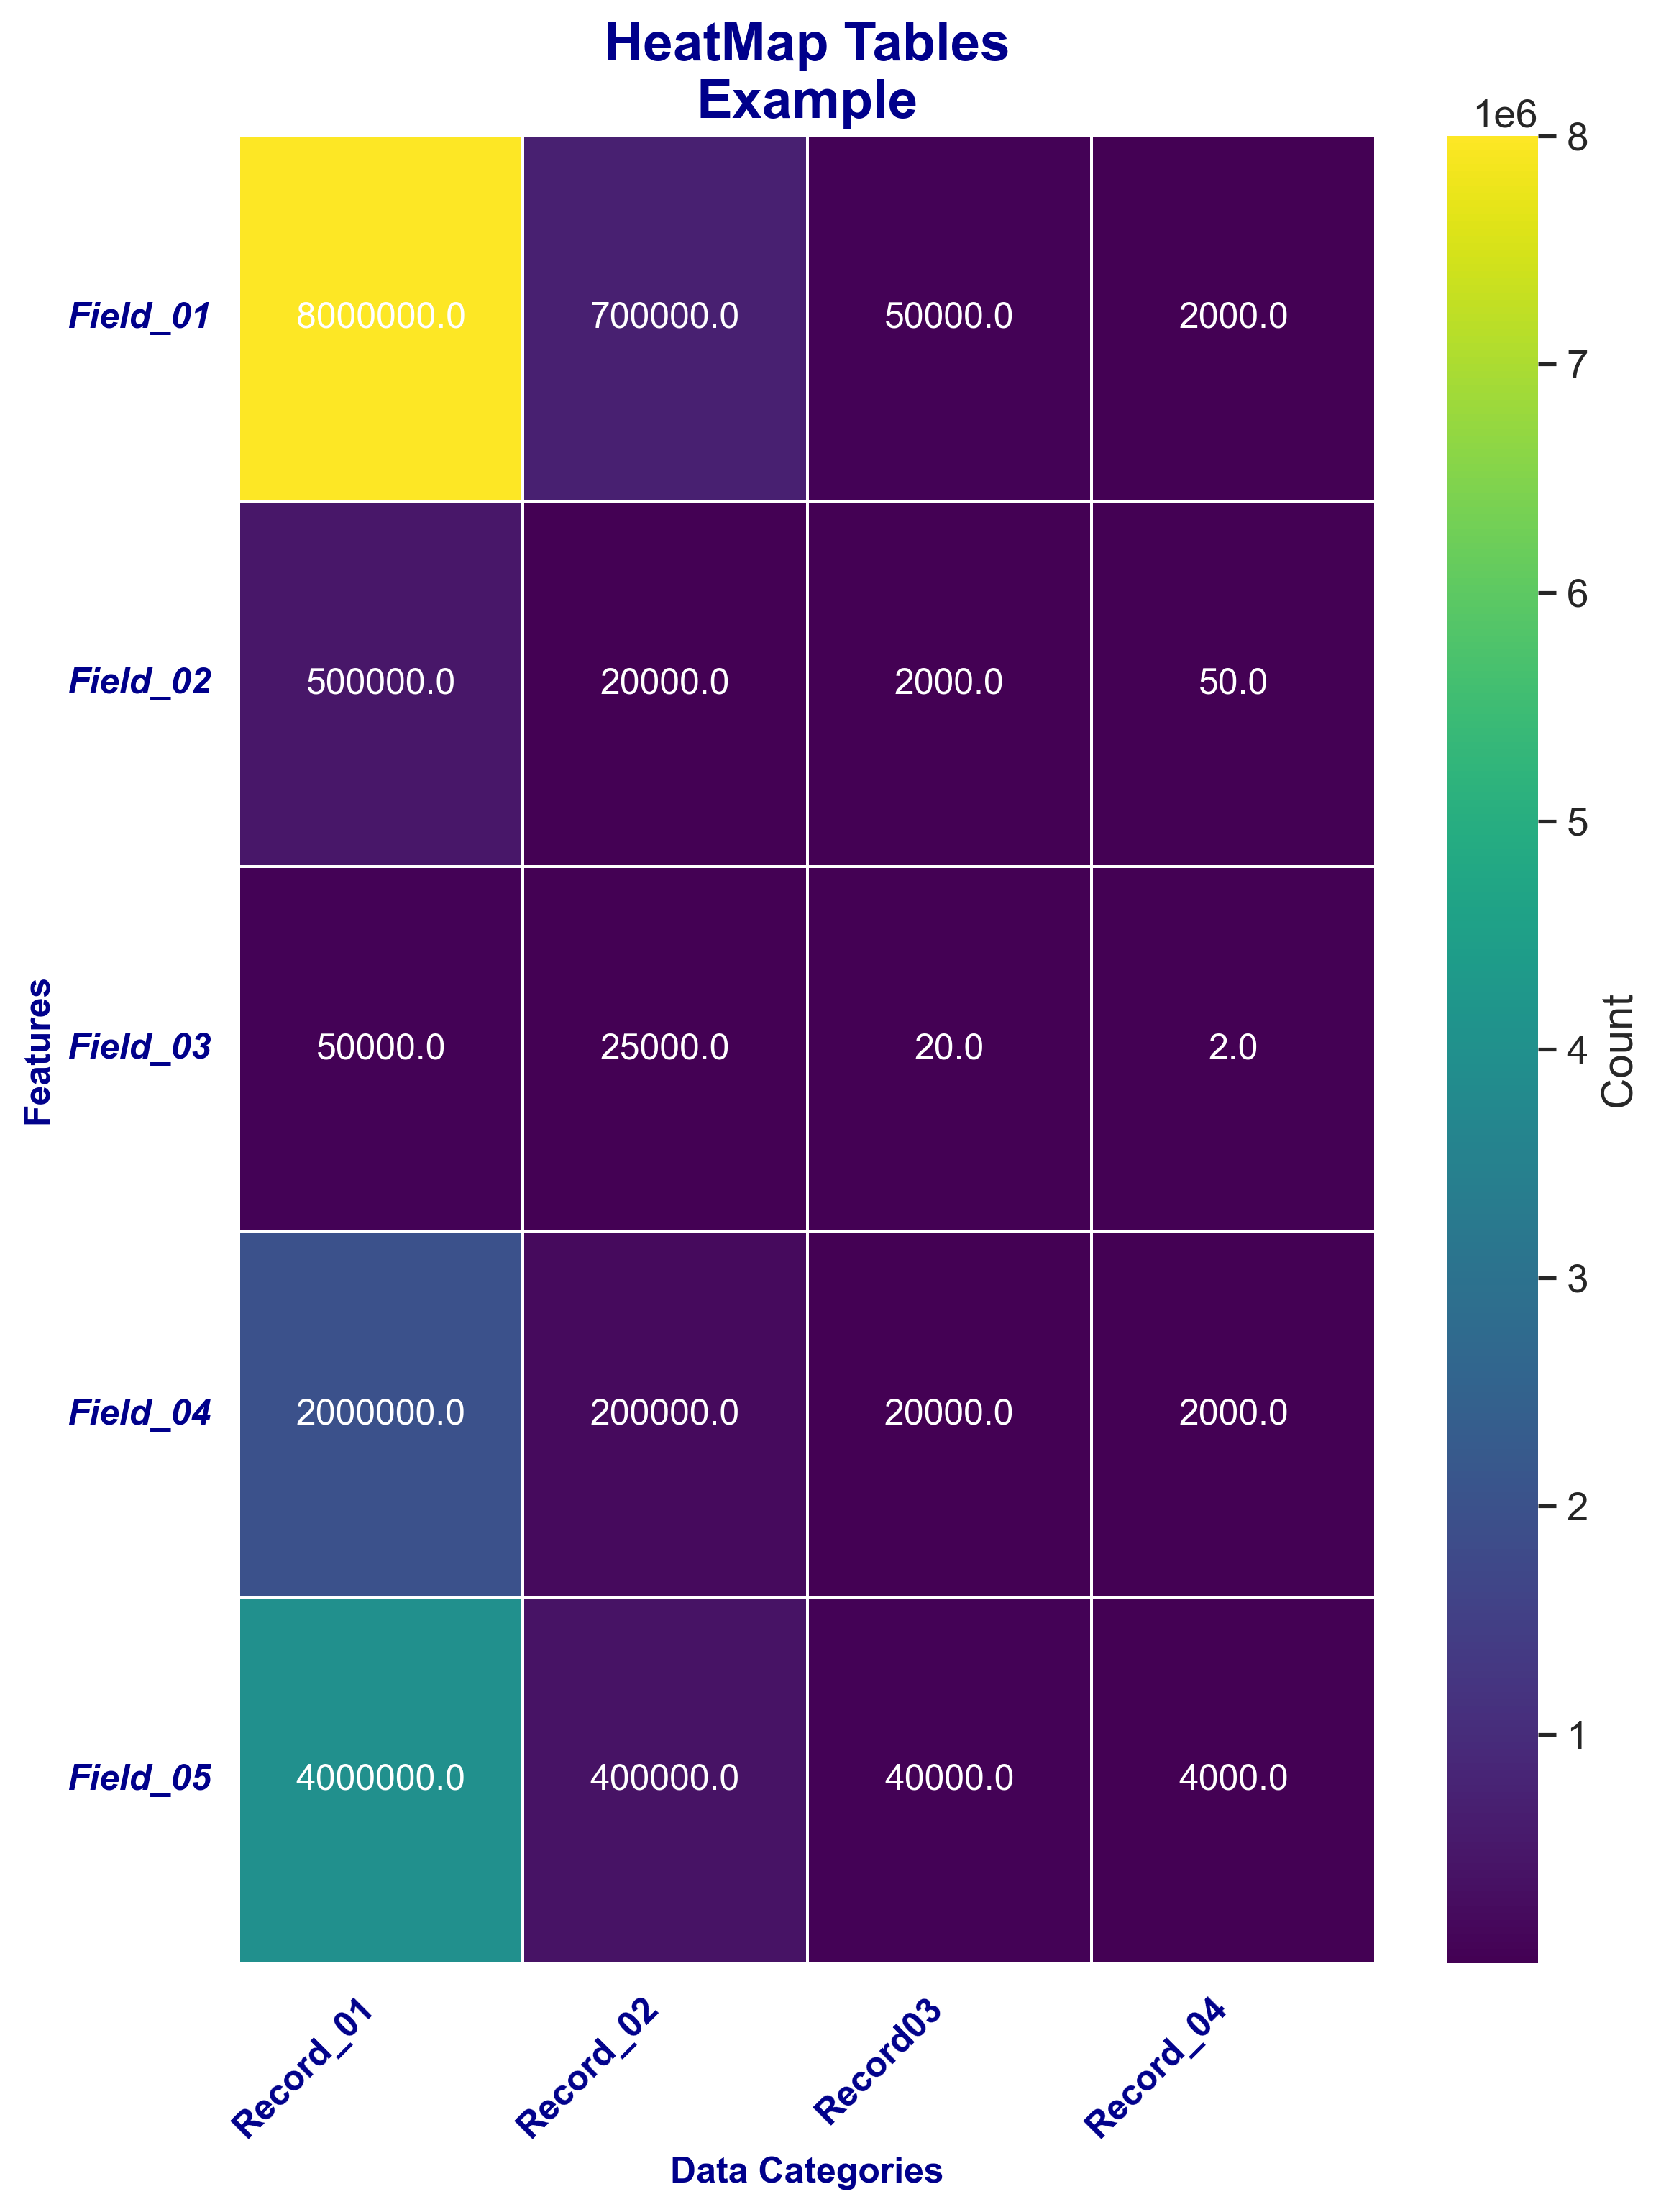 HeatMap Tables
Example
1e6
Field_01 8000000.0 700000.0 50000.0 2000.0
Field_02 500000.0 20000.0 2000.0 50.0
Field_03 50000.0 25000.0 20.0 2.0
Field_04 2000000.0 200000.0 20000.0 2000.0
Field_05 4000000.0 400000.0 40000.0 4000.0
Features
Record_01 Record_02 Record03 Record_04
Data Categories
8
7
6
5
4
3
2
1
Count